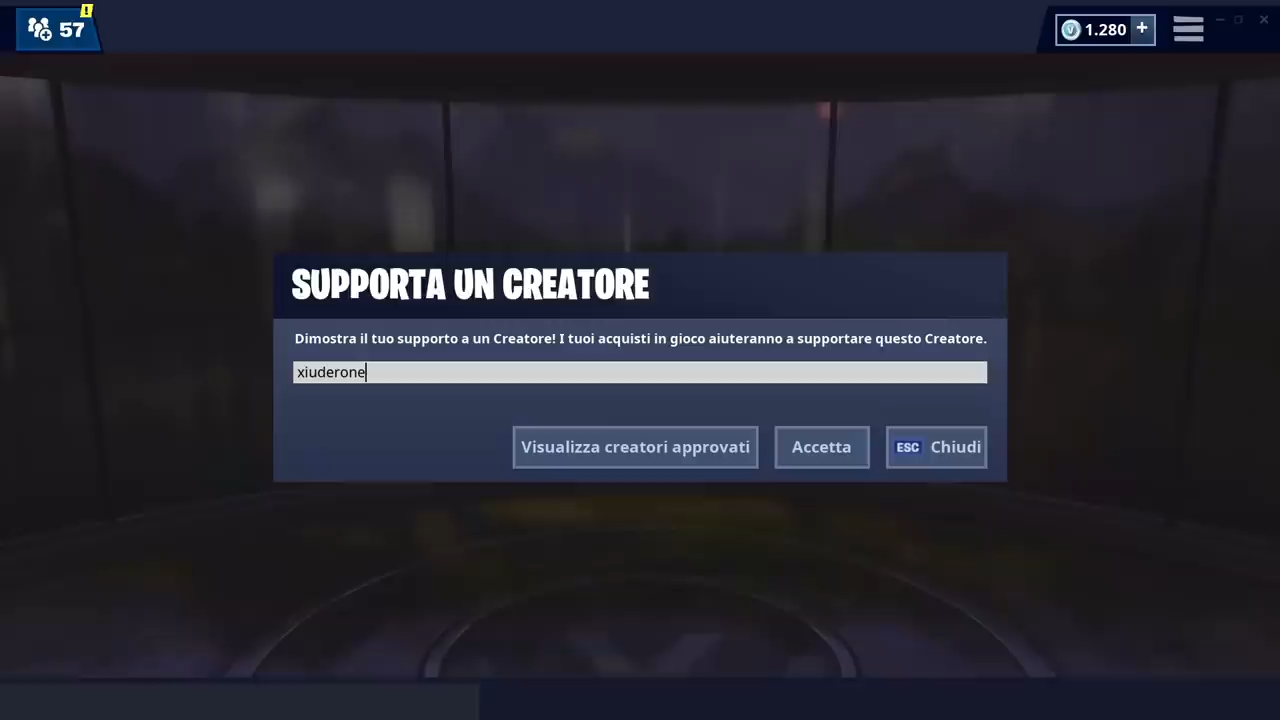 57
!
1.280 +
SUPPORTA UN CREATORE
Dimostra il tuo supporto a un Creatore! I tuoi acquisti in gioco aiuteranno a supportare questo Creatore.
xiuderone
Visualizza creatori approvati
Accetta
ESC Chiudi